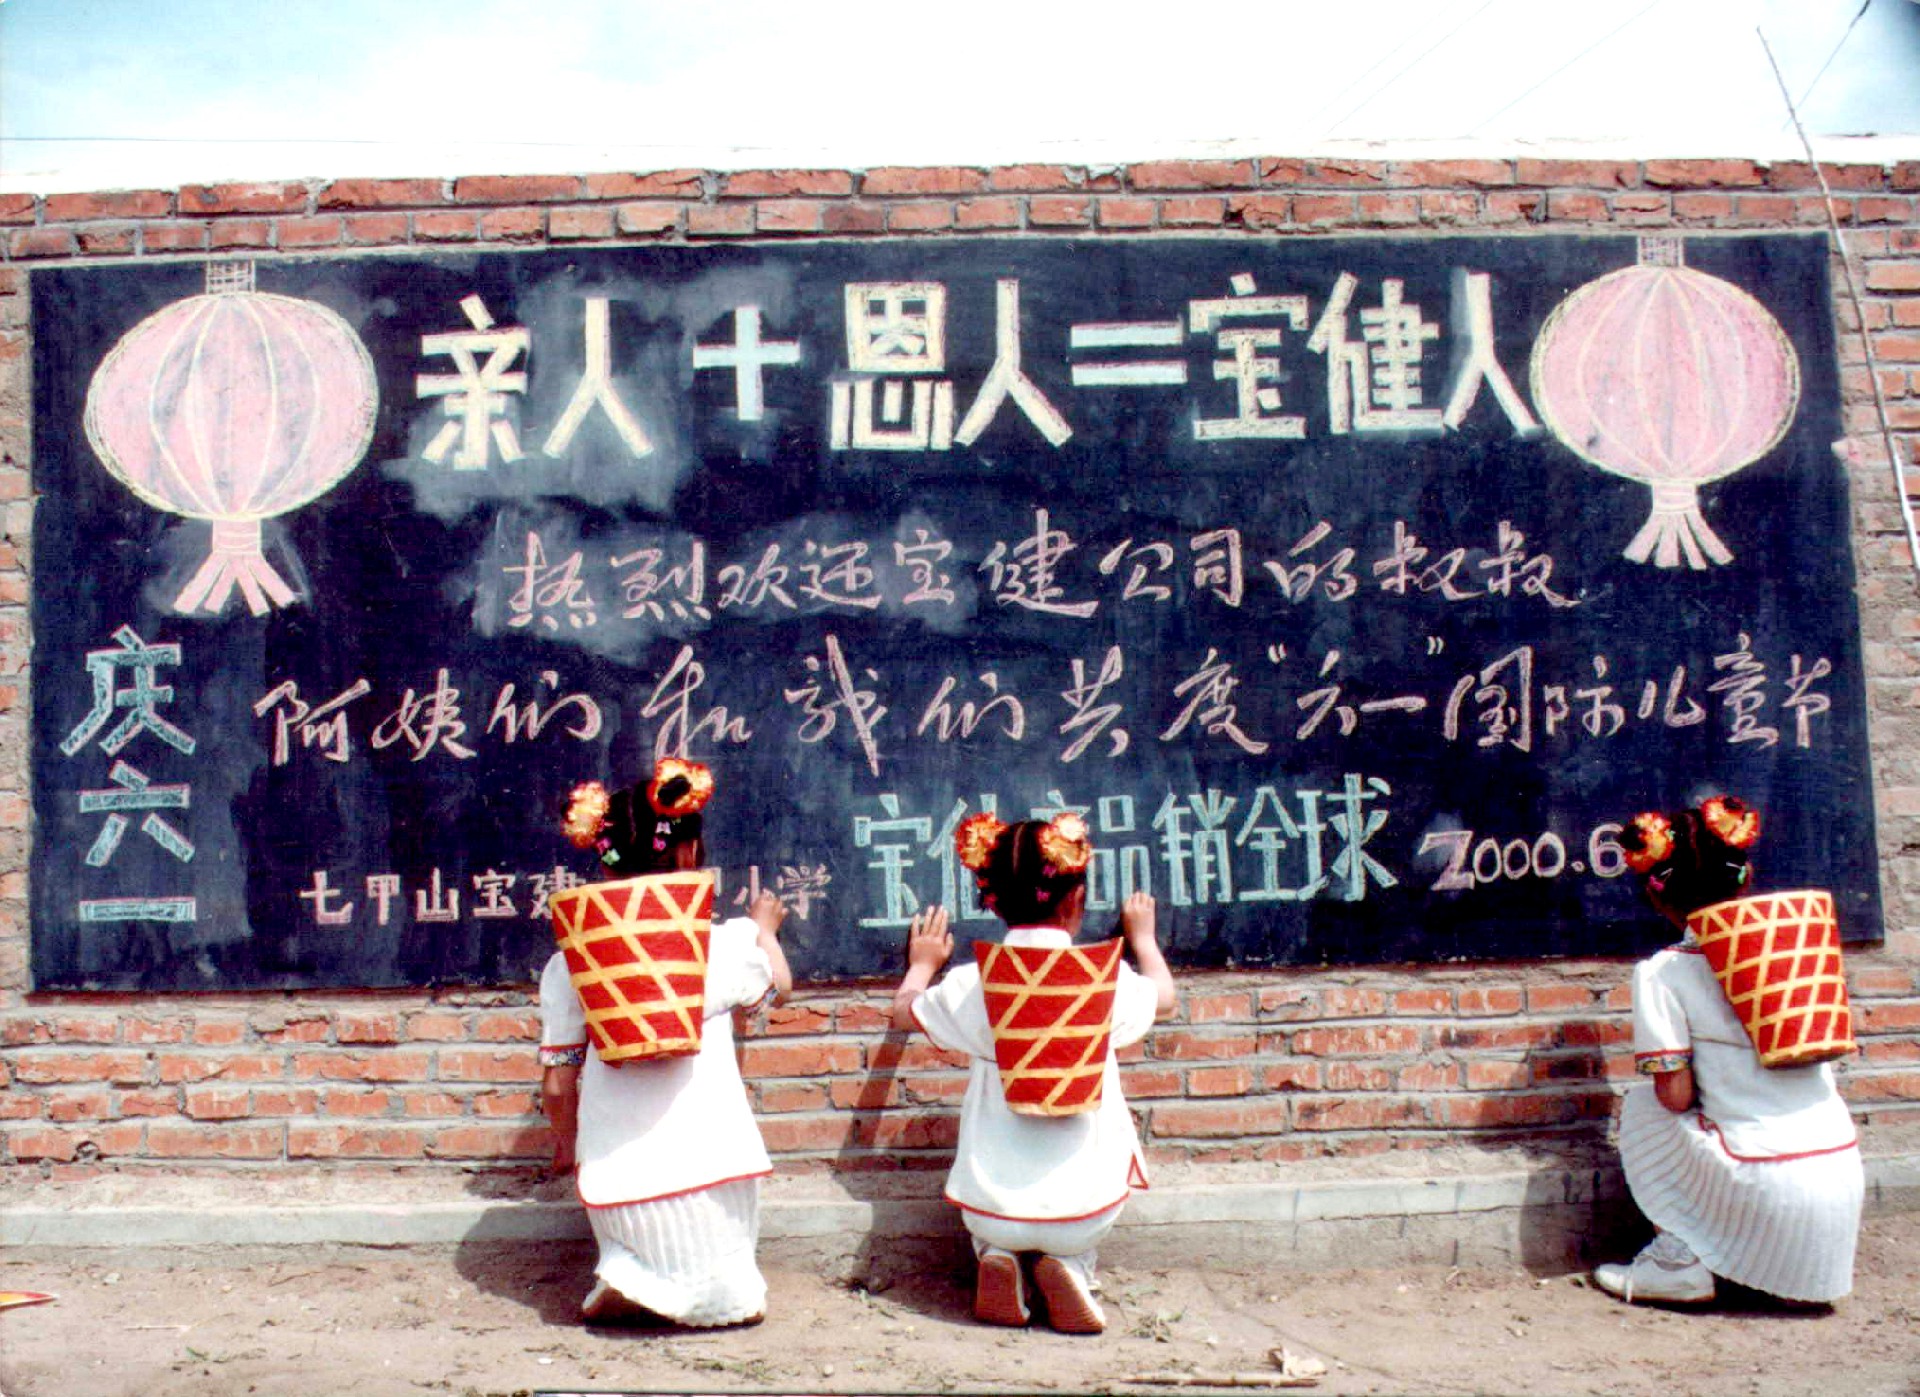 亲人+恩人=宝健人
热烈欢迎宝健公司的叔叔
阿姨们和我们共度“六一”国际儿童节
庆六一
宝健产品销全球
2000.6
七甲山宝建 小学